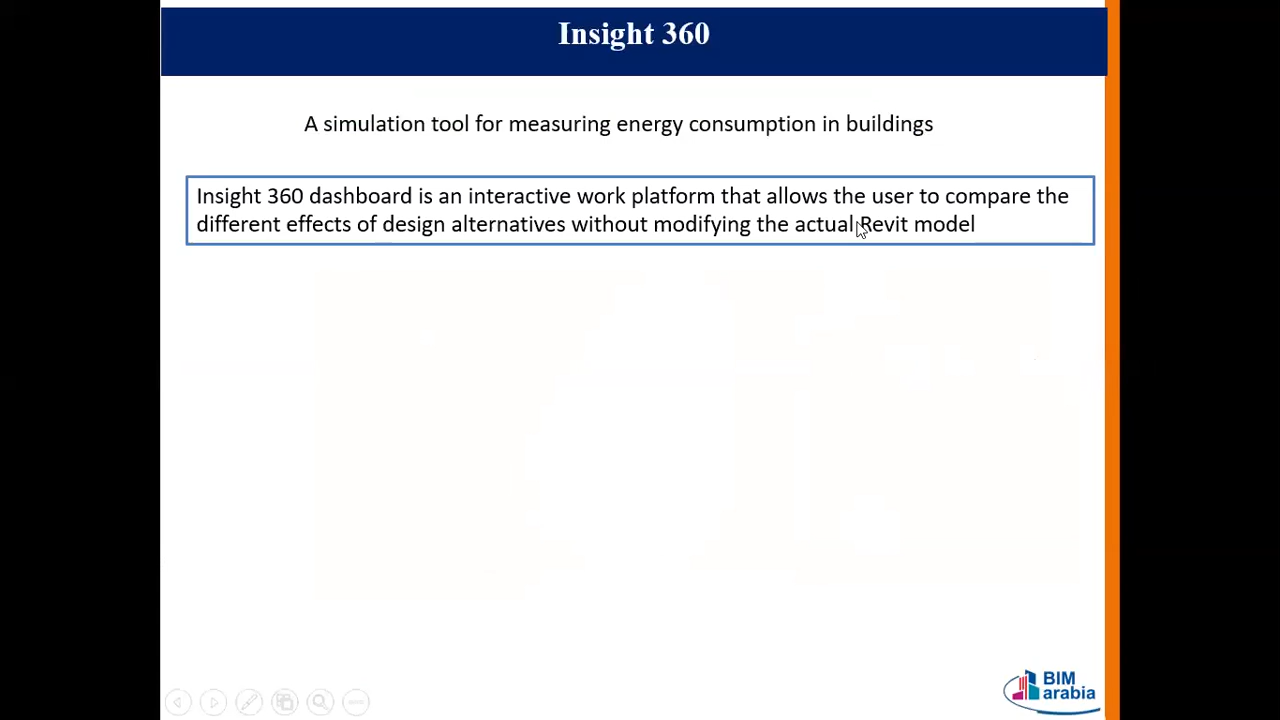 Insight 360
A simulation tool for measuring energy consumption in buildings
Insight 360 dashboard is an interactive work platform that allows the user to compare the
different effects of design alternatives without modifying the actual Revit model
BIM
arabia